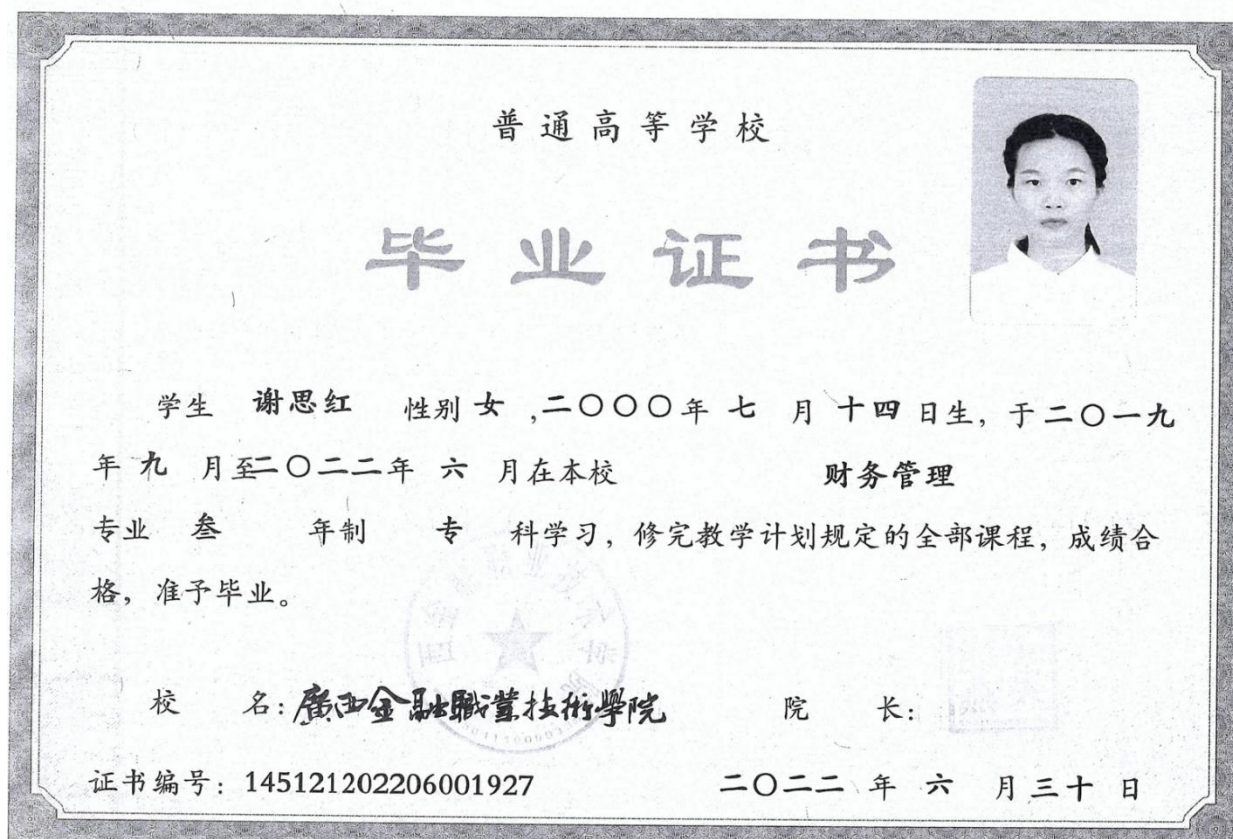 普通高等学校
毕业证书
学生 谢思红 性别 女 ,二〇〇〇年 七 月 十四 日生, 于二〇一九
年 九 月至二〇二二年 六 月在本校 财务管理
专业 叁 年制 专 科学习, 修完教学计划规定的全部课程, 成绩合
格, 准予毕业。
校 名: 廣西金融職業技術學院 院 长:
证书编号: 145121202206001927 二〇二二 年 六 月三十 日